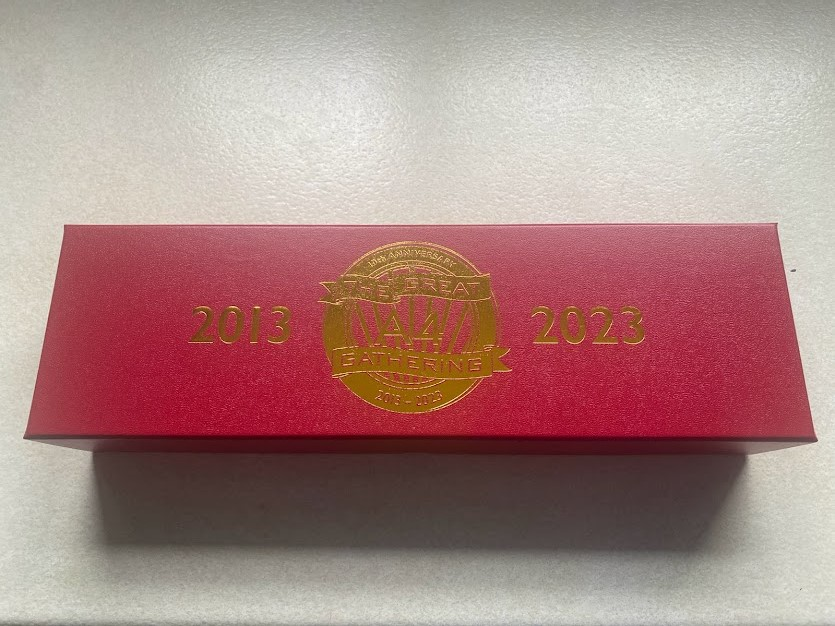 2013
10th ANNIVERSARY
THE GREAT
A4
GATHERING
2013 - 2023
2023